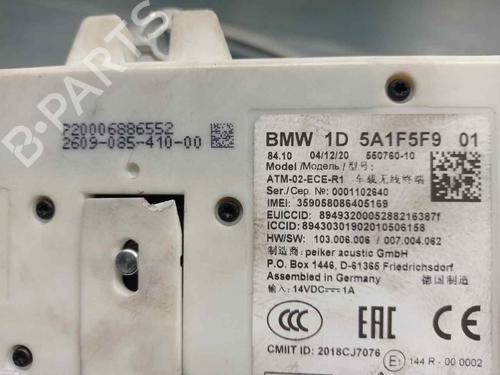 P20006886552
2609-085-410-00
BMW 1D 5A1F5F9 01
84.10 04/12/20 550760-10
Model /Модель/ 型号:
ATM-02-ECE-R1 车载无线终端
Ser./Сер. №: 0001102640
IMEI: 359058086405169
EUICCID: 8949320005288216387f
ICCID: 89430301902010506158
HW/SW: 103.006.006 / 007.004.062
制造商: peiker acustic GmbH
P.O. Box 1446, D-61365 Friedrichsdorf
Assembled in Germany 德国制造
输入: 14VDC 1A
CCC EAC CE
CMIIT ID: 2018CJ7076
E1 144 R - 00 0002
B-PARTS